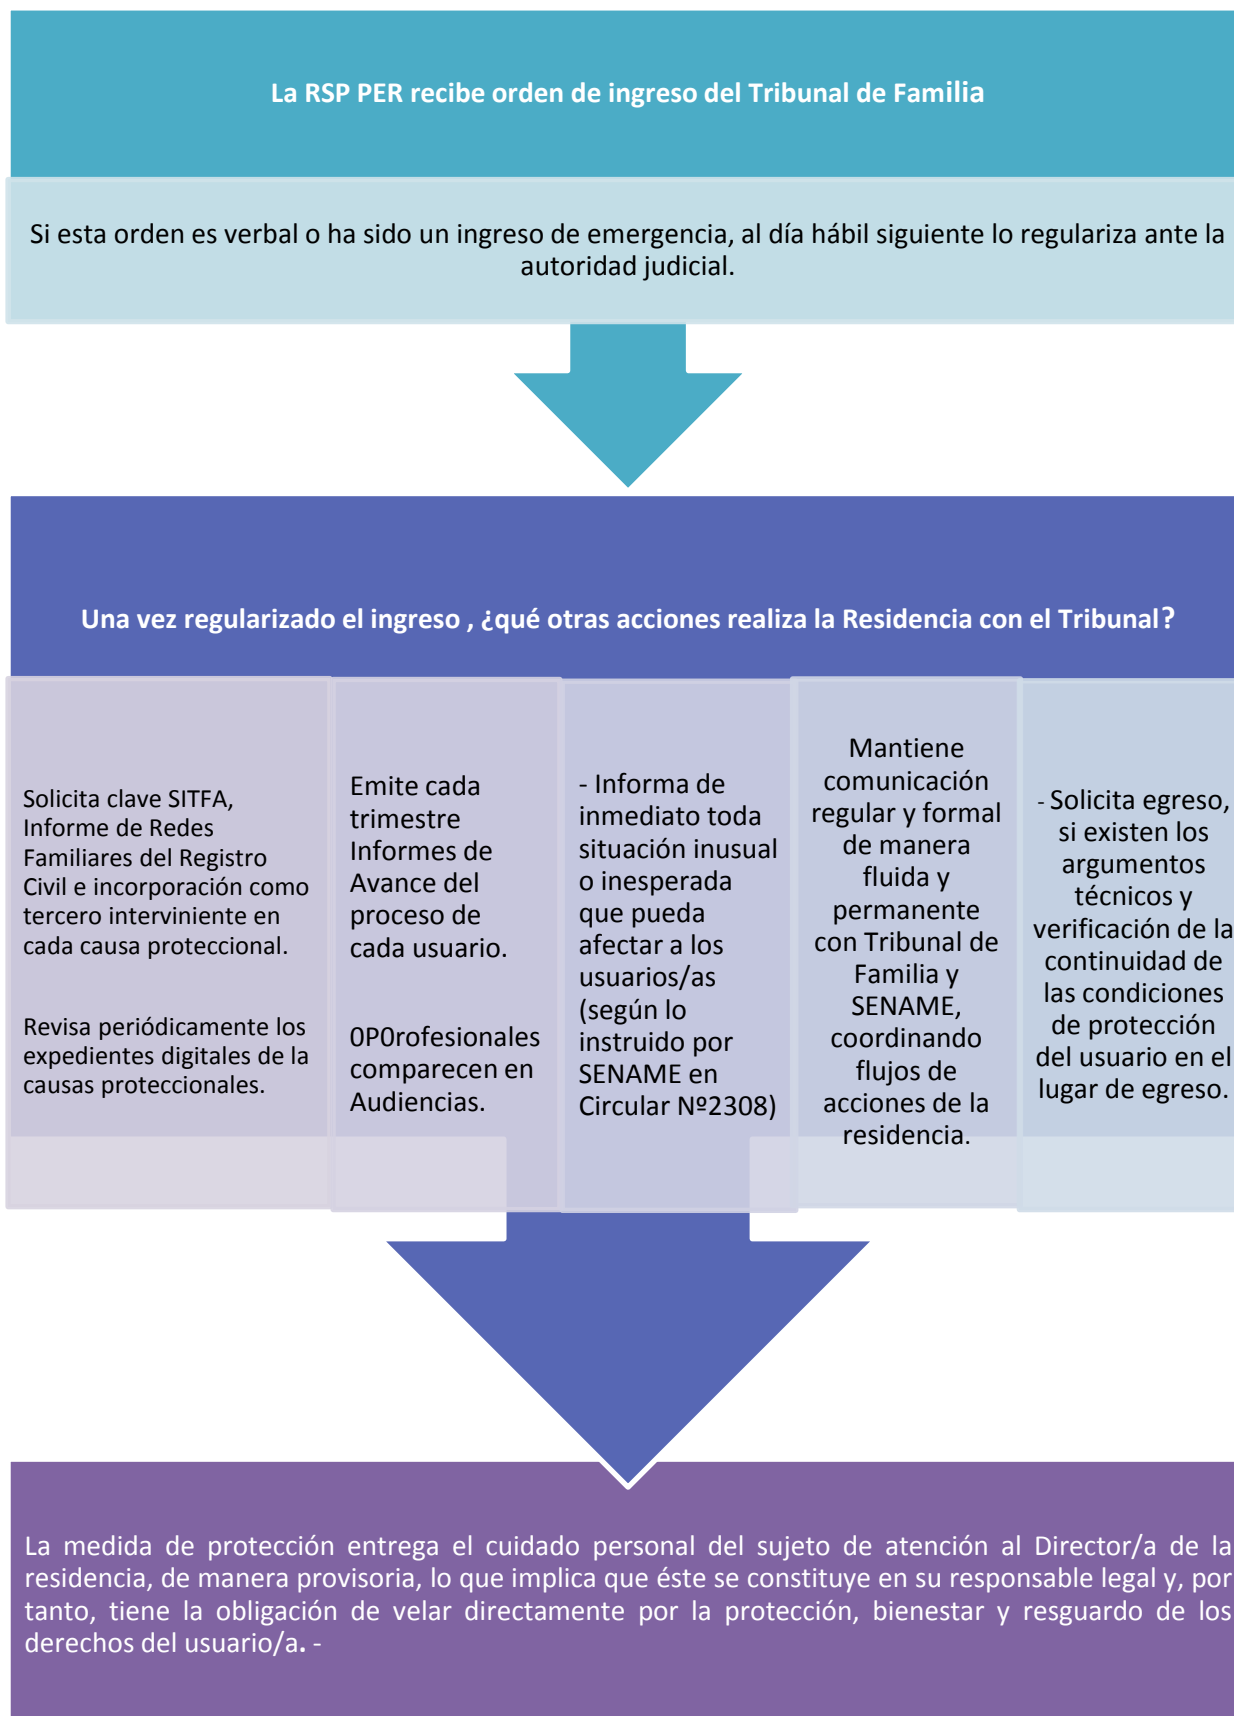 La RSP PER recibe orden de ingreso del Tribunal de Familia
Si esta orden es verbal o ha sido un ingreso de emergencia, al día hábil siguiente lo regulariza ante la
autoridad judicial.
Una vez regularizado el ingreso , ¿qué otras acciones realiza la Residencia con el Tribunal?
Solicita clave SITFA,
Informe de Redes
Familiares del Registro
Civil e incorporación como
tercero interviniente en
cada causa proteccional.
Revisa periódicamente los
expedientes digitales de la
causas proteccionales.
Emite cada
trimestre
Informes de
Avance del
proceso de
cada usuario.
0P0rofesionales
comparecen en
Audiencias.
- Informa de
inmediato toda
situación inusual
o inesperada
que pueda
afectar a los
usuarios/as
(según lo
instruido por
SENAME en
Circular Nº2308)
Mantiene
comunicación
regular y formal
de manera
fluida y
permanente
con Tribunal de
Familia y
SENAME,
coordinando
flujos de
acciones de la
residencia.
- Solicita egreso,
si existen los
argumentos
técnicos y
verificación de la
continuidad de
las condiciones
de protección
del usuario en el
lugar de egreso.
La medida de protección entrega el cuidado personal del sujeto de atención al Director/a de la
residencia, de manera provisoria, lo que implica que éste se constituye en su responsable legal y, por
tanto, tiene la obligación de velar directamente por la protección, bienestar y resguardo de los
derechos del usuario/a. -